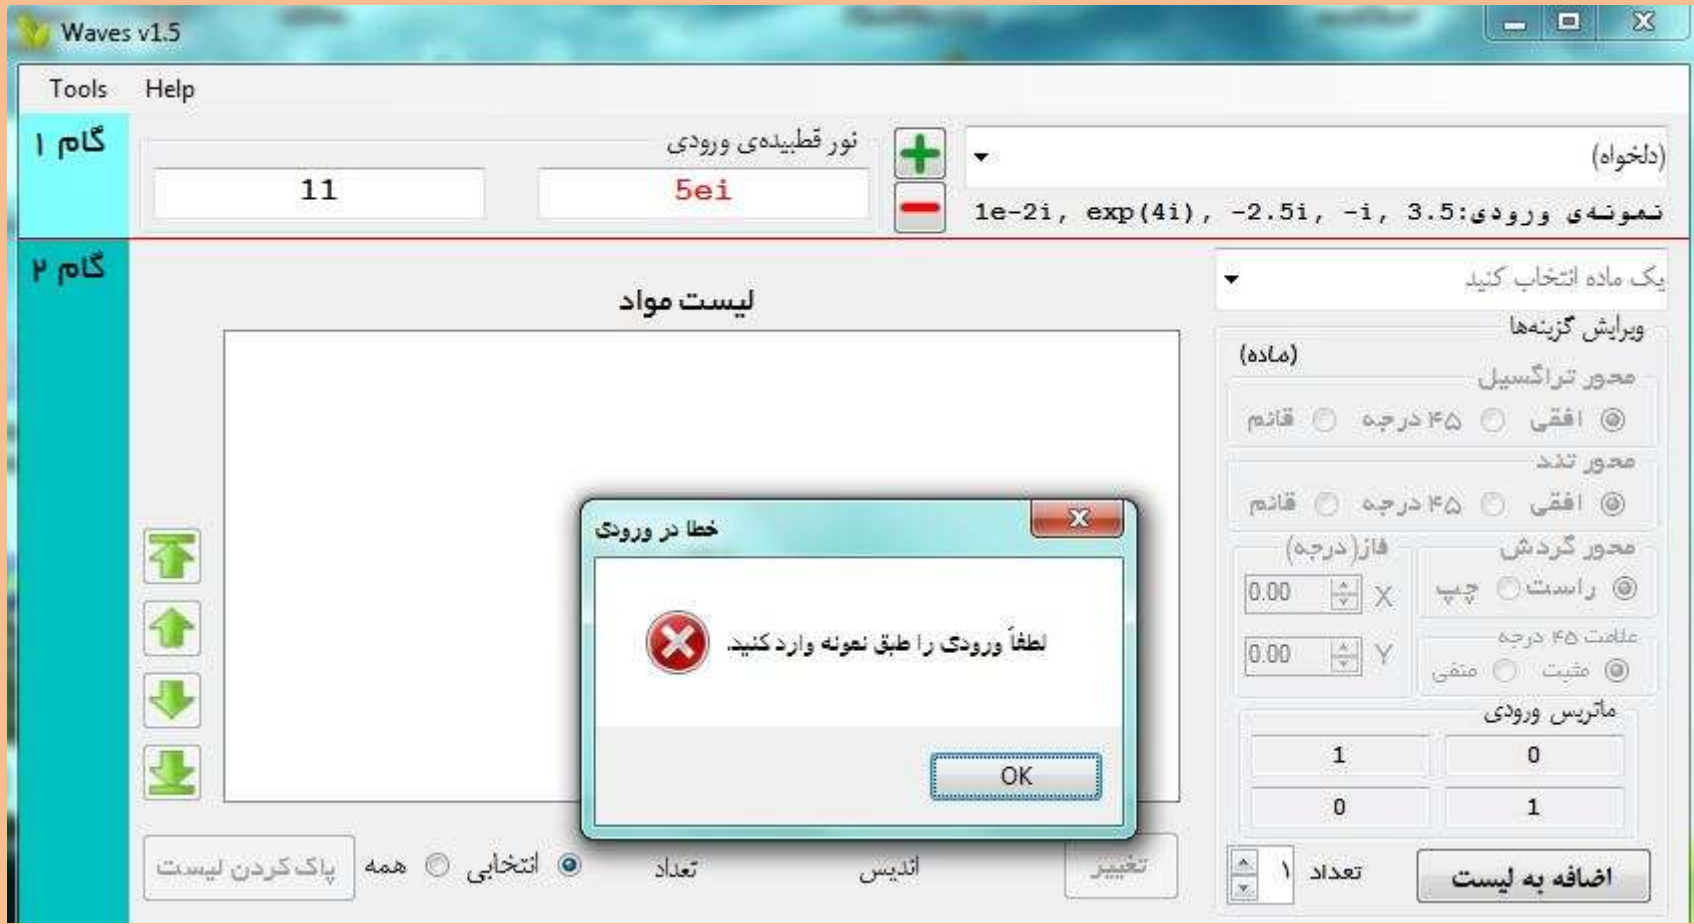 Waves v1.5
Tools Help
گام ۱
نور قطبیده‌ی ورودی
11
5ei
(دلخواه)
نمونه‌ی ورودی:3.5 ,i- ,2.5i- ,exp(4i) ,1e-2i
گام ۲
یک ماده انتخاب کنید
لیست مواد
ویرایش گزینه‌ها
(ماده)
محور تراگسیل
افقی ۴۵ درجه قائم
محور تند
افقی ۴۵ درجه قائم
محور گردش
راست چپ
فاز(درجه)
0.00 X
0.00 Y
علامت ۴۵ درجه
مثبت منفی
ماتریس ورودی
1 0
0 1
خطا در ورودی
لطفاً ورودی را طبق نمونه وارد کنید.
OK
اضافه به لیست
تعداد ۱
تغییر
اندیس
تعداد
انتخابی همه
پاک کردن لیست